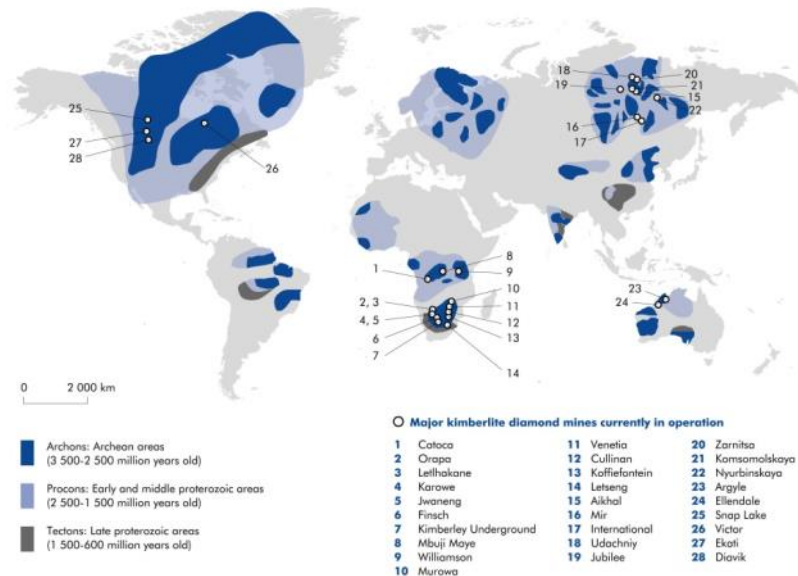 18
19
20
21
15
22
16
17
25
27
28
26
1
8
9
10
2, 3
11
4, 5
12
6
13
7
14
23
24
0 2 000 km
Archons: Archean areas
(3 500-2 500 million years old)
Procons: Early and middle proterozoic areas
(2 500-1 500 million years old)
Tectons: Late proterozoic areas
(1 500-600 million years old)
Major kimberlite diamond mines currently in operation
1 Catoca
2 Orapa
3 Letlhakane
4 Karowe
5 Jwaneng
6 Finsch
7 Kimberley Underground
8 Mbuji Maye
9 Williamson
10 Murowa
11 Venetia
12 Cullinan
13 Koffiefontein
14 Letseng
15 Aikhal
16 Mir
17 International
18 Udachniy
19 Jubilee
20 Zarnitsa
21 Komsomolskaya
22 Nyurbinskaya
23 Argyle
24 Ellendale
25 Snap Lake
26 Victor
27 Ekati
28 Diavik